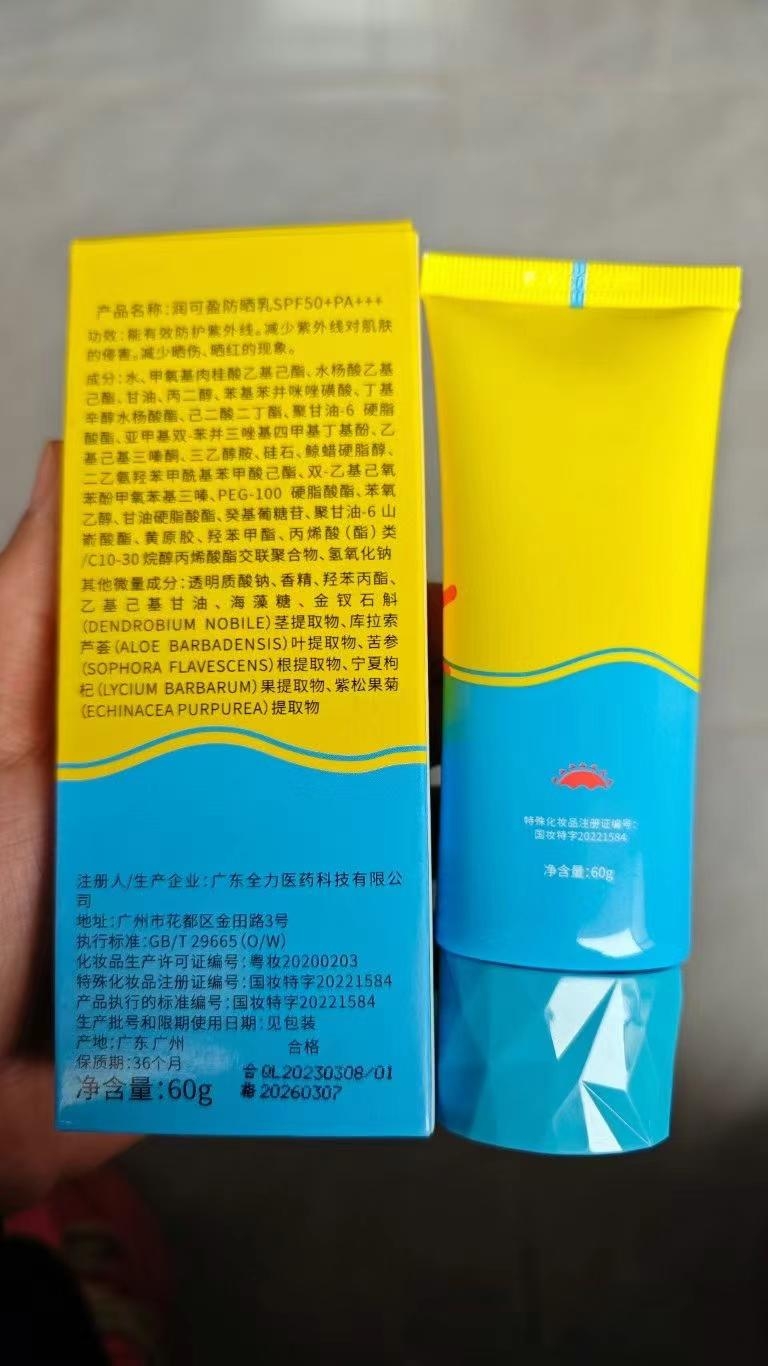 产品名称:润可盈防晒乳SPF50+PA+++
功效:能有效防护紫外线。减少紫外线对肌肤
的侵害。减少晒伤、晒红的现象。
成分:水、甲氧基肉桂酸乙基己酯、水杨酸乙基
己酯、甘油、丙二醇、苯基苯并咪唑磺酸、丁基
辛醇水杨酸酯、己二酸二丁酯、聚甘油-6 硬脂
酸酯、亚甲基双-苯并三唑基四甲基丁基酚、乙
基己基三嗪酮、三乙醇胺、硅石、鲸蜡硬脂醇、
二乙氨羟苯甲酰基苯甲酸己酯、双-乙基己氧
苯酚甲氧苯基三嗪、PEG-100 硬脂酸酯、苯氧
乙醇、甘油硬脂酸酯、癸基葡糖苷、聚甘油-6 山
嵛酸酯、黄原胶、羟苯甲酯、丙烯酸(酯)类
/C10-30 烷醇丙烯酸酯交联聚合物、氢氧化钠
其他微量成分:透明质酸钠、香精、羟苯丙酯、
乙基己基甘油、海藻糖、金钗石斛
(DENDROBIUM NOBILE)茎提取物、库拉索
芦荟(ALOE BARBADENSIS)叶提取物、苦参
(SOPHORA FLAVESCENS)根提取物、宁夏枸
杞(LYCIUM BARBARUM)果提取物、紫松果菊
(ECHINACEA PURPUREA)提取物
注册人/生产企业:广东全力医药科技有限公
司
地址:广州市花都区金田路3号
执行标准:GB/T 29665(O/W)
化妆品生产许可证编号:粤妆20200203
特殊化妆品注册证编号:国妆特字20221584
产品执行的标准编号:国妆特字20221584
生产批号和限期使用日期:见包装
产地:广东 广州
合格
保质期:36个月
净含量:60g
合QL20230308/01
格20260307
特殊化妆品注册证编号:
国妆特字20221584
净含量:60g